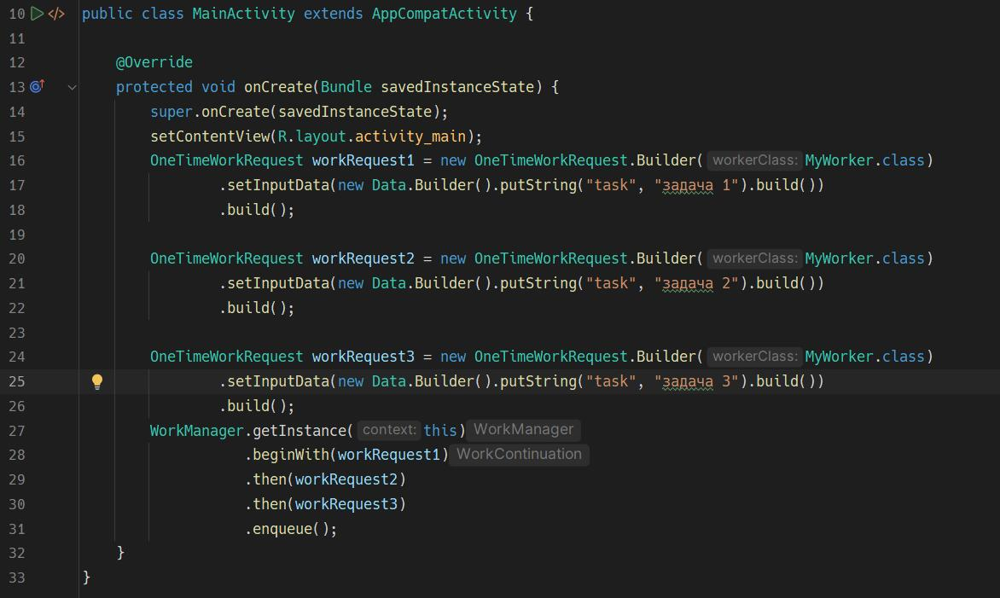 10 </> public class MainActivity extends AppCompatActivity {
11
12 @Override
13 protected void onCreate(Bundle savedInstanceState) {
14 super.onCreate(savedInstanceState);
15 setContentView(R.layout.activity_main);
16 OneTimeWorkRequest workRequest1 = new OneTimeWorkRequest.Builder( workerClass: MyWorker.class)
17 .setInputData(new Data.Builder().putString("task", "задача 1").build())
18 .build();
19
20 OneTimeWorkRequest workRequest2 = new OneTimeWorkRequest.Builder( workerClass: MyWorker.class)
21 .setInputData(new Data.Builder().putString("task", "задача 2").build())
22 .build();
23
24 OneTimeWorkRequest workRequest3 = new OneTimeWorkRequest.Builder( workerClass: MyWorker.class)
25 .setInputData(new Data.Builder().putString("task", "задача 3").build())
26 .build();
27 WorkManager.getInstance( context: this) WorkManager
28 .beginWith(workRequest1) WorkContinuation
29 .then(workRequest2)
30 .then(workRequest3)
31 .enqueue();
32 }
33 }